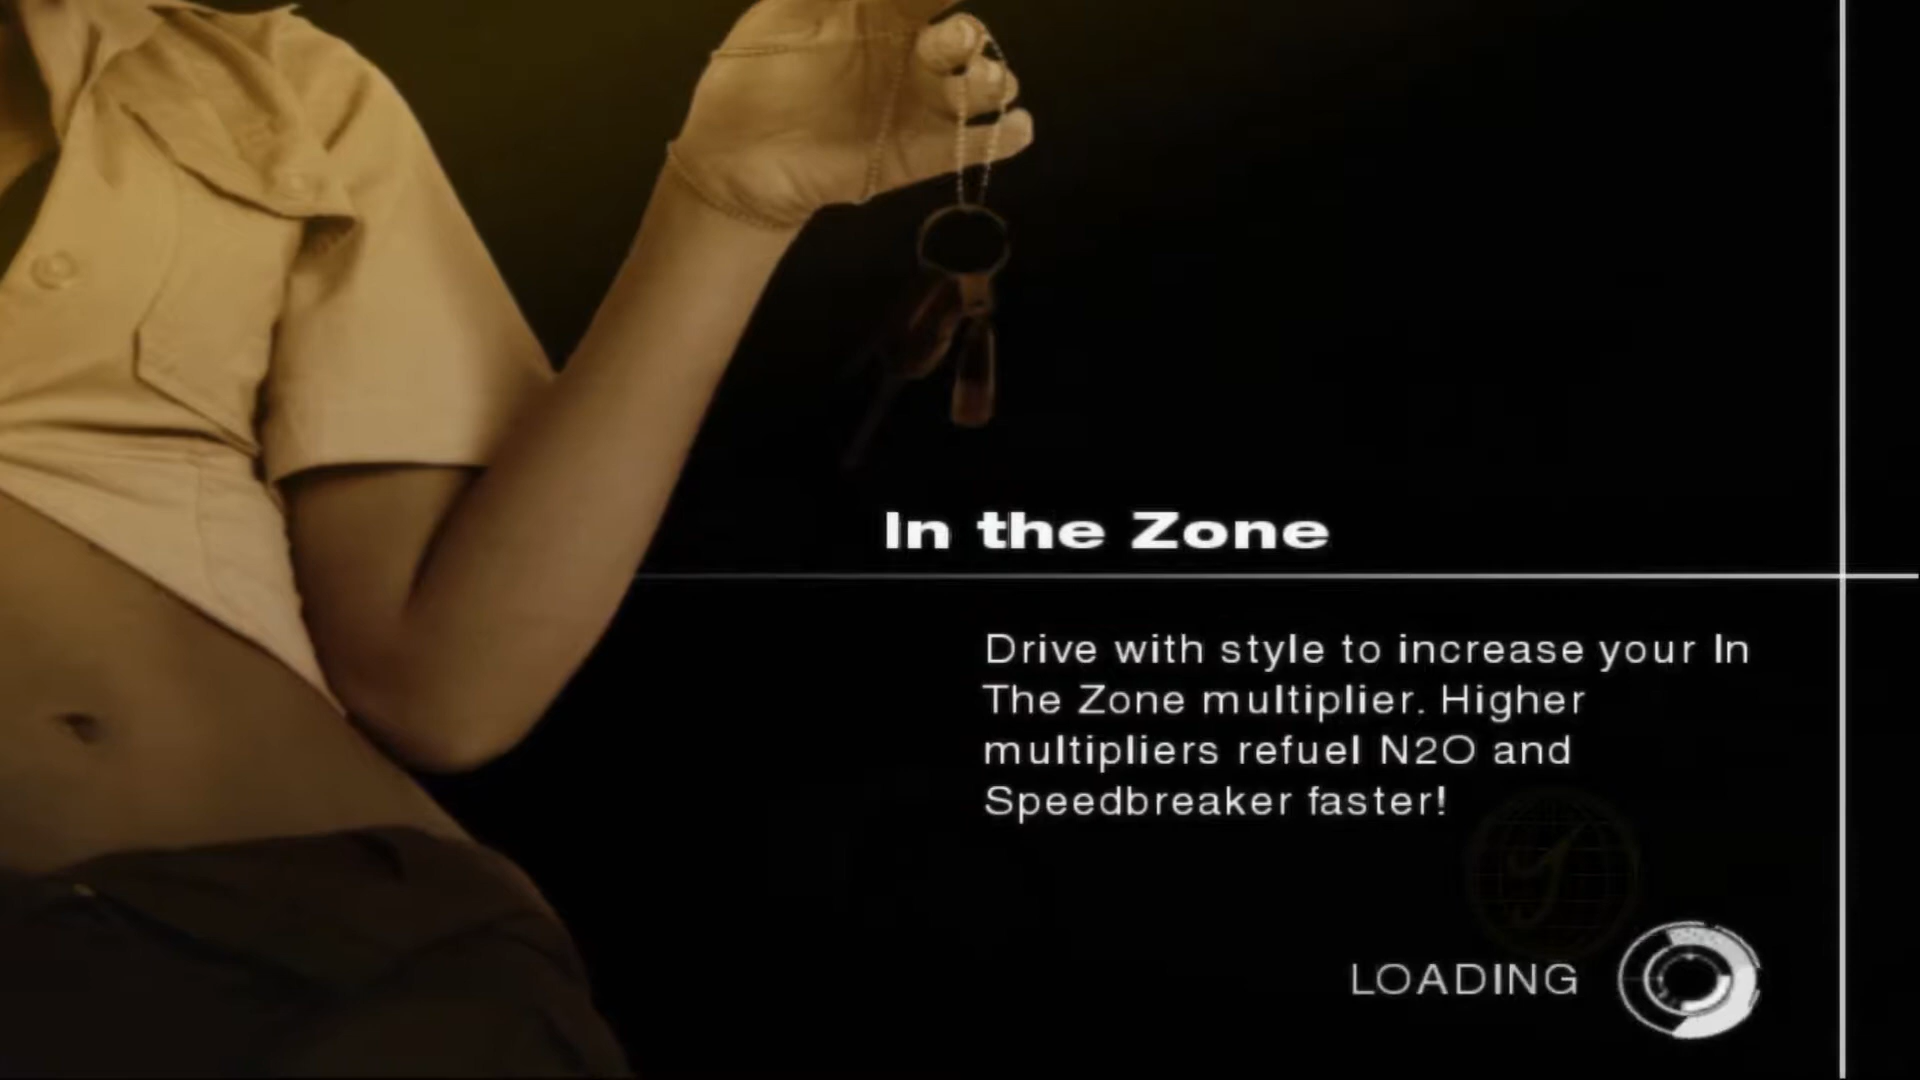 In the Zone
Drive with style to increase your In
The Zone multiplier. Higher
multipliers refuel N2O and
Speedbreaker faster!
LOADING